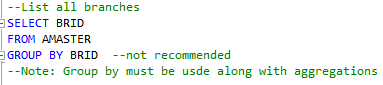 --List all branches
SELECT BRID
FROM AMASTER
GROUP BY BRID  --not recommended
--Note: Group by must be usde along with aggregations